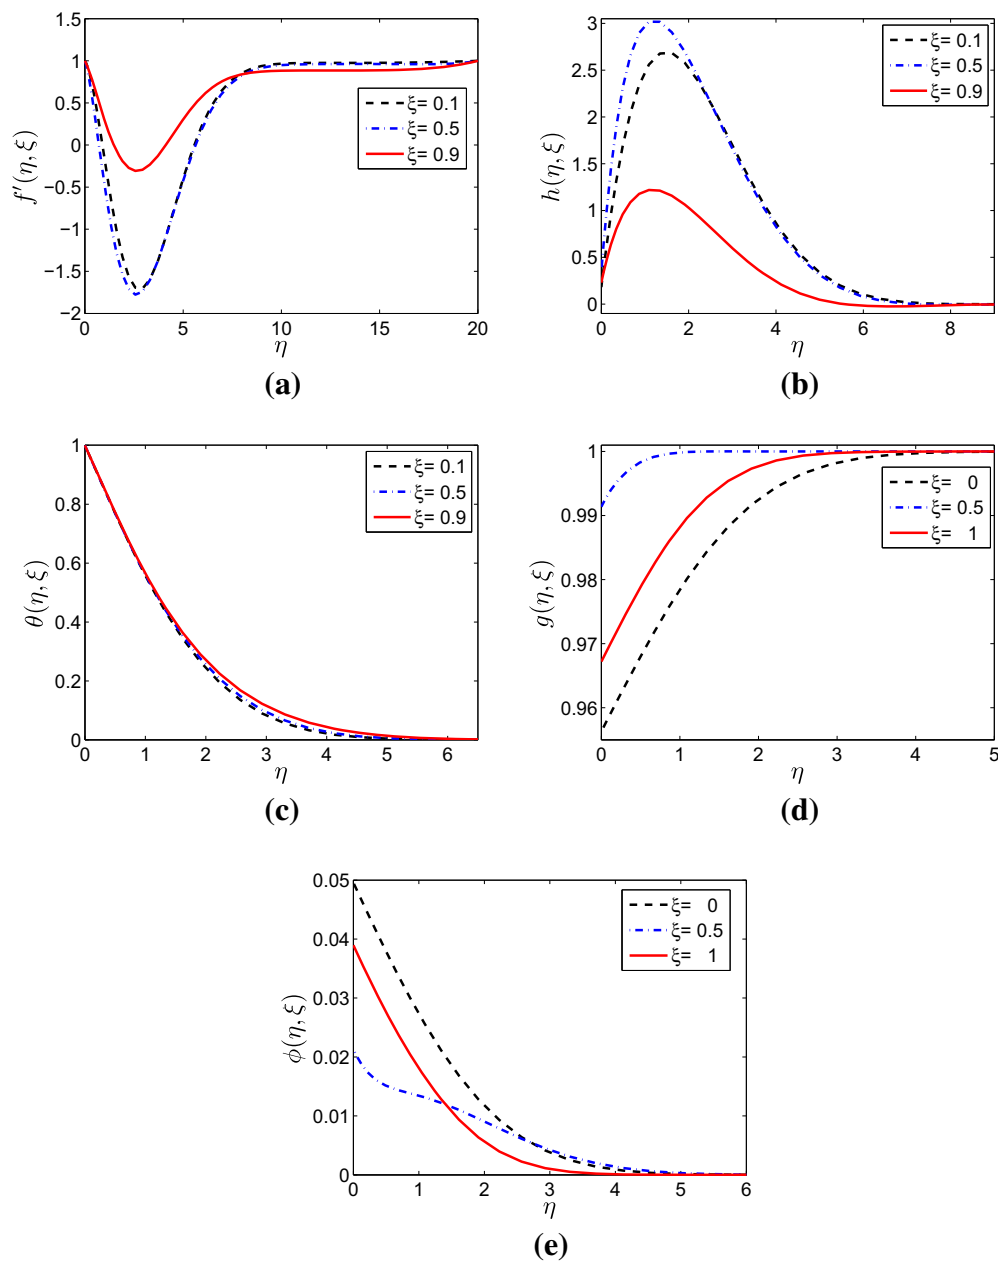 1.5
1
0.5
0
−0.5
−1
−1.5
−2
f′(η,ξ)
0 5 10 15 20
η
ξ= 0.1
ξ= 0.5
ξ= 0.9
(a)
3
2.5
2
1.5
1
0.5
0
h(η,ξ)
0 2 4 6 8
η
ξ= 0.1
ξ= 0.5
ξ= 0.9
(b)
1
0.8
0.6
0.4
0.2
0
θ(η,ξ)
0 1 2 3 4 5 6
η
ξ= 0.1
ξ= 0.5
ξ= 0.9
(c)
1
0.99
0.98
0.97
0.96
g(η,ξ)
0 1 2 3 4 5
η
ξ= 0
ξ= 0.5
ξ= 1
(d)
0.05
0.04
0.03
0.02
0.01
0
ϕ(η,ξ)
0 1 2 3 4 5 6
η
ξ= 0
ξ= 0.5
ξ= 1
(e)